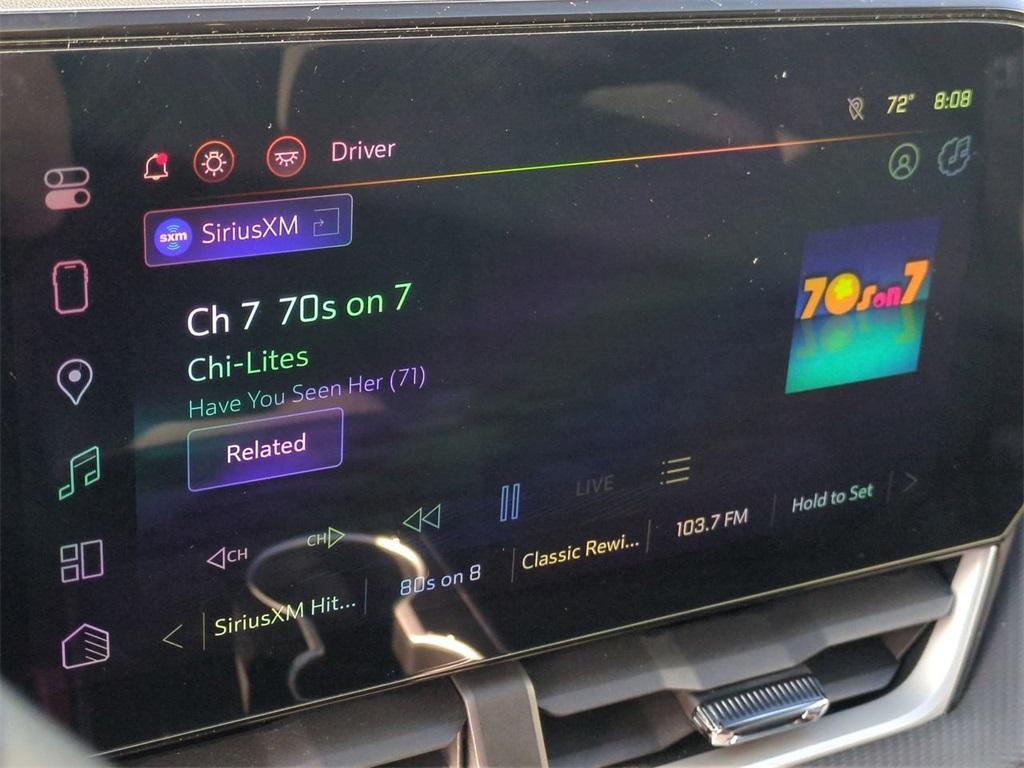 72° 8:08
Driver
sxm SiriusXM
Ch 7 70s on 7
70s on 7
Chi-Lites
Have You Seen Her (71)
Related
LIVE
CH CH
SiriusXM Hit... 80s on 8 Classic Rewi... 103.7 FM Hold to Set